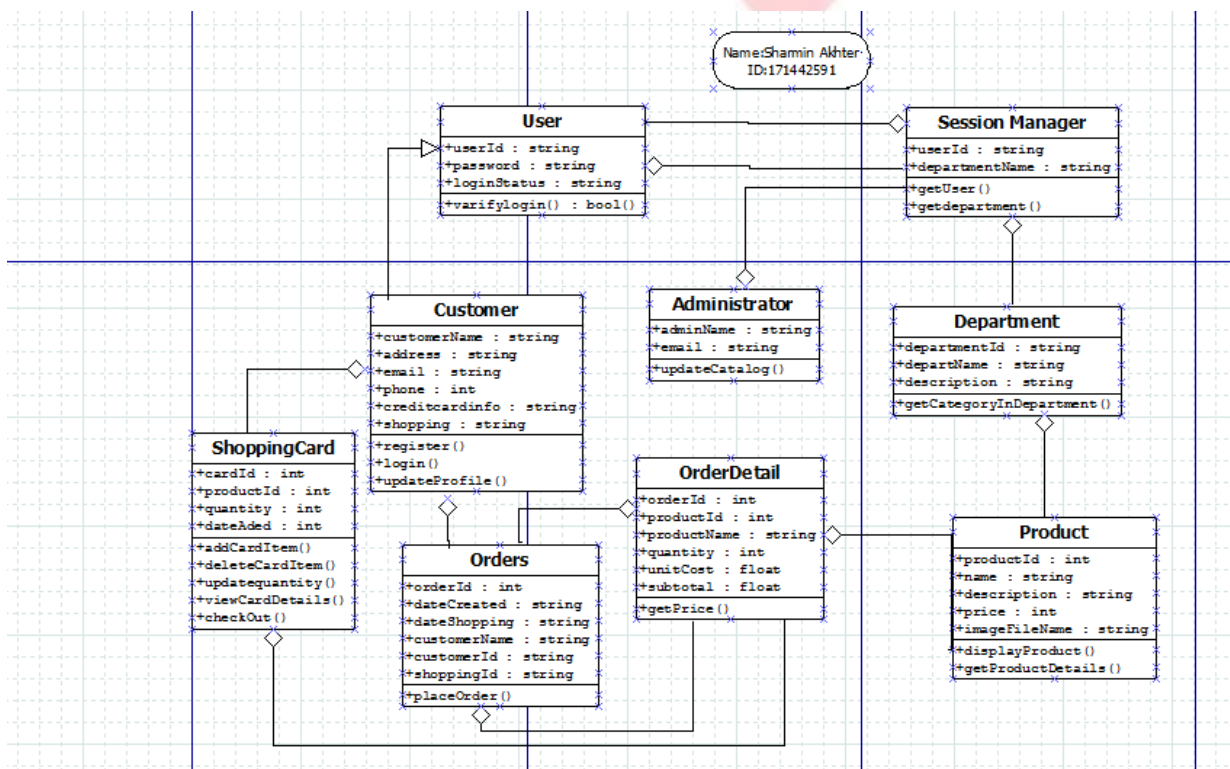 Name:Sharmin Akhter
ID:171442591
User
+userId : string
+password : string
+loginStatus : string
+varifylogin() : bool()
Session Manager
+userId : string
+departmentName : string
+getUser()
+getdepartment()
Customer
+customerName : string
+address : string
+email : string
+phone : int
+creditcardinfo : string
+shopping : string
+register()
+login()
+updateProfile()
Administrator
+adminName : string
+email : string
+updateCatalog()
Department
+departmentId : string
+departName : string
+description : string
+getCategoryInDepartment()
ShoppingCard
+cardId : int
+productId : int
+quantity : int
+dateAded : int
+addCardItem()
+deleteCardItem()
+updatequantity()
+viewCardDetails()
+checkOut()
Orders
+orderId : int
+dateCreated : string
+dateShopping : string
+customerName : string
+customerId : string
+shoppingId : string
+placeOrder()
OrderDetail
+orderId : int
+productId : int
+productName : string
+quantity : int
+unitCost : float
+subtotal : float
+getPrice()
Product
+productId : int
+name : string
+description : string
+price : int
+imageFileName : string
+displayProduct()
+getProductDetails()